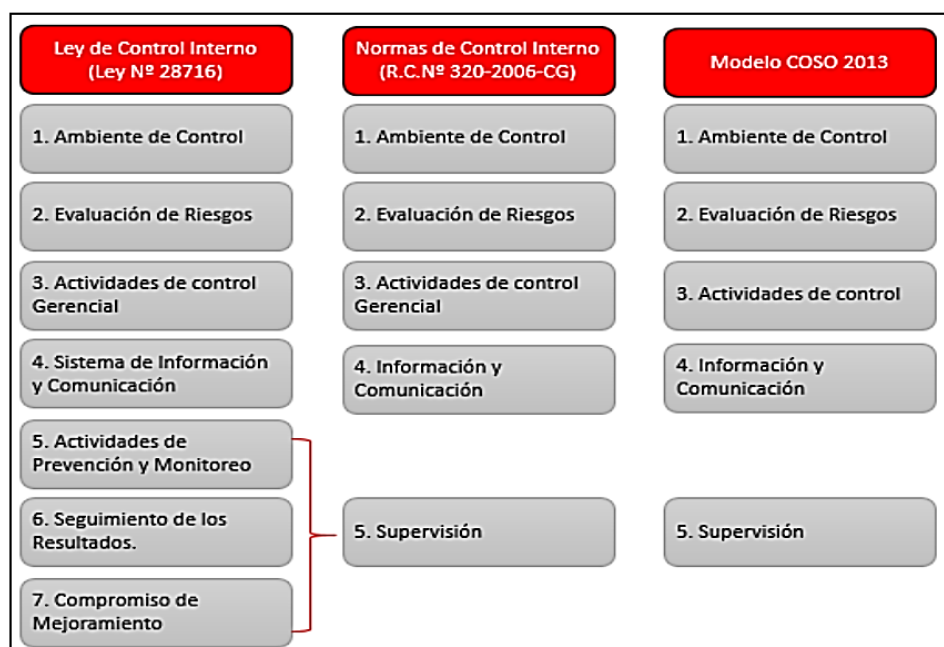 Ley de Control Interno
(Ley Nº 28716)
1. Ambiente de Control
2. Evaluación de Riesgos
3. Actividades de control
Gerencial
4. Sistema de Información
y Comunicación
5. Actividades de
Prevención y Monitoreo
6. Seguimiento de los
Resultados.
7. Compromiso de
Mejoramiento
Normas de Control Interno
(R.C.Nº 320-2006-CG)
1. Ambiente de Control
2. Evaluación de Riesgos
3. Actividades de control
Gerencial
4. Información y
Comunicación
5. Supervisión
Modelo COSO 2013
1. Ambiente de Control
2. Evaluación de Riesgos
3. Actividades de control
4. Información y
Comunicación
5. Supervisión